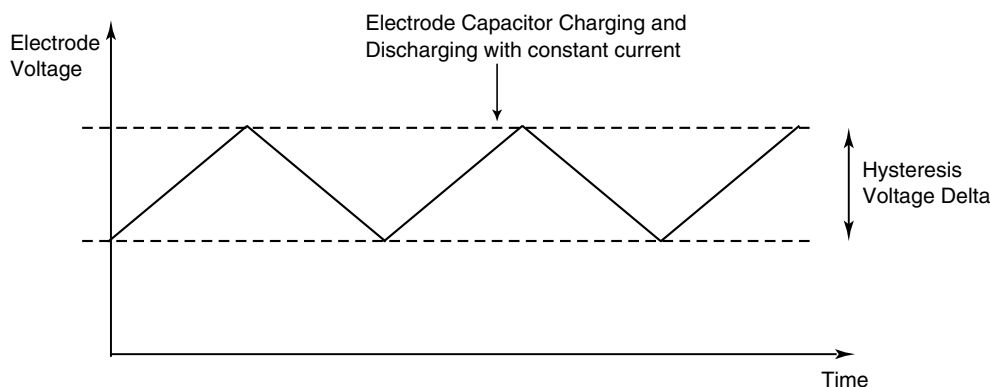 Electrode Capacitor Charging and
Discharging with constant current
Electrode
Voltage
Hysteresis
Voltage Delta
Time